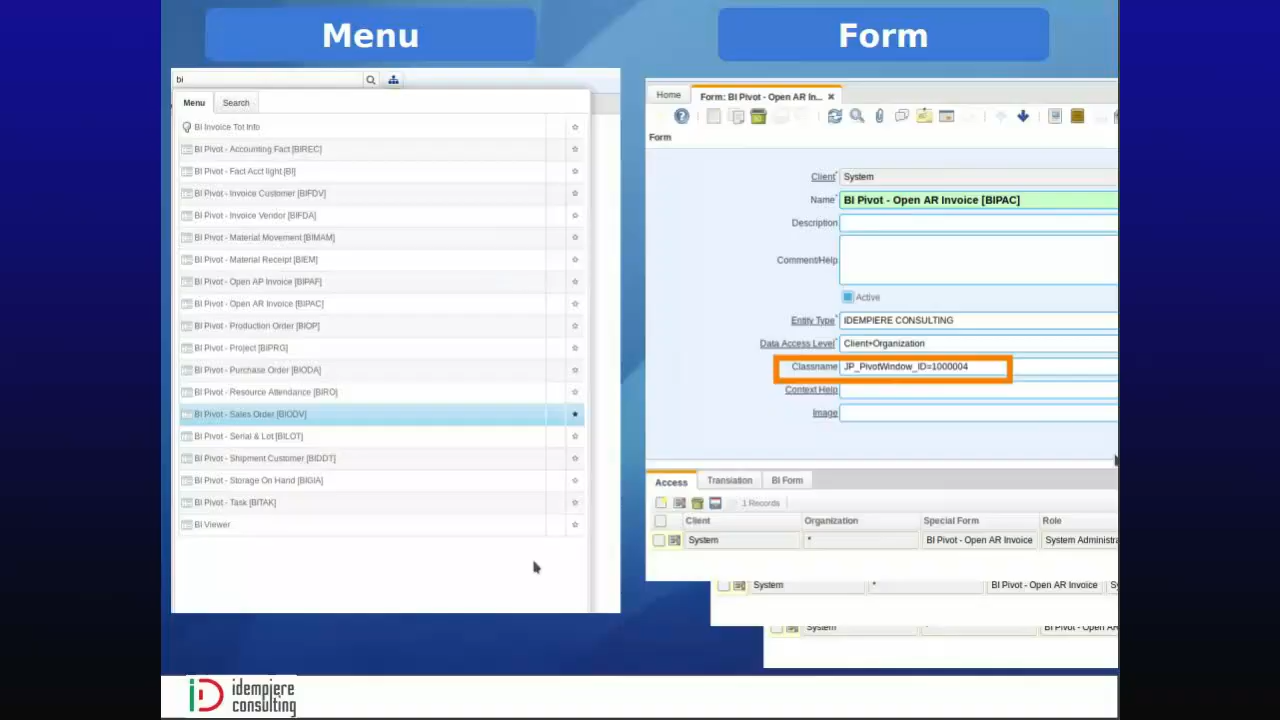 Menu
Form
bi
Menu
Search
BI Invoice Tot Info
BI Pivot - Accounting Fact [BIREC]
BI Pivot - Fact Acct light [BI]
BI Pivot - Invoice Customer [BIFDV]
BI Pivot - Invoice Vendor [BIFDA]
BI Pivot - Material Movement [BIMAM]
BI Pivot - Material Receipt [BIEM]
BI Pivot - Open AP Invoice [BIPAF]
BI Pivot - Open AR Invoice [BIPAC]
BI Pivot - Production Order [BIOP]
BI Pivot - Project [BIPRG]
BI Pivot - Purchase Order [BIODA]
BI Pivot - Resource Attendance [BIRO]
BI Pivot - Sales Order [BIODV]
BI Pivot - Serial & Lot [BILOT]
BI Pivot - Shipment Customer [BIDDT]
BI Pivot - Storage On Hand [BIGIA]
BI Pivot - Task [BITAK]
BI Viewer
Home
Form: BI Pivot - Open AR In...
Form
Client* System
Name* BI Pivot - Open AR Invoice [BIPAC]
Description
Comment/Help
Active
Entity Type* IDEMPIERE CONSULTING
Data Access Level* Client+Organization
Classname JP_PivotWindow_ID=1000004
Context Help
Image
Access Translation BI Form
1 Records
Client Organization Special Form Role
System * BI Pivot - Open AR Invoice System Administra
System * BI Pivot - Open AR Invoice Sy
System * BI Pivot - Open AR
idempiere
consulting